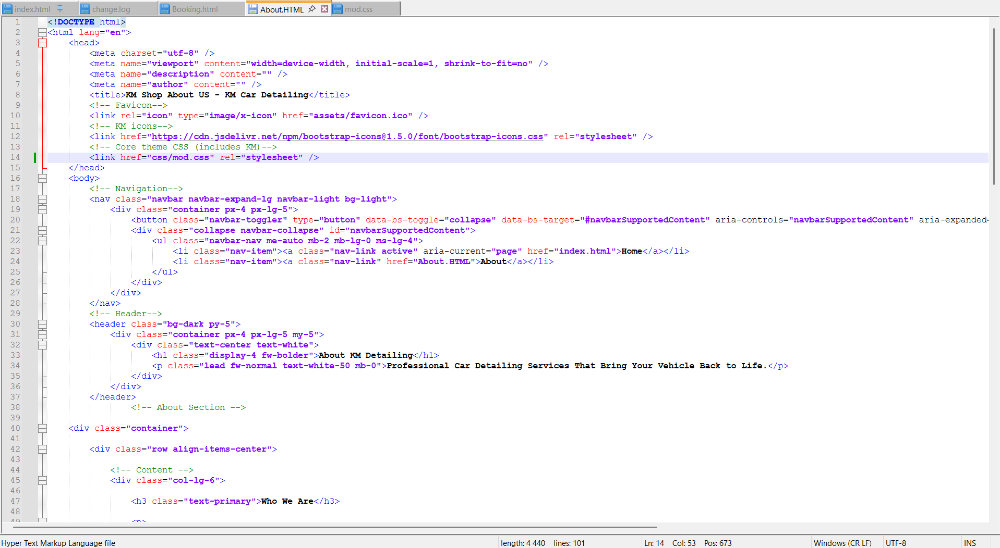 index.html change.log Booking.html About.HTML mod.css
1 <!DOCTYPE html>
2 <html lang="en">
3 <head>
4 <meta charset="utf-8" />
5 <meta name="viewport" content="width=device-width, initial-scale=1, shrink-to-fit=no" />
6 <meta name="description" content="" />
7 <meta name="author" content="" />
8 <title>KM Shop About US - KM Car Detailing</title>
9 <!-- Favicon-->
10 <link rel="icon" type="image/x-icon" href="assets/favicon.ico" />
11 <!-- KM icons-->
12 <link href="https://cdn.jsdelivr.net/npm/bootstrap-icons@1.5.0/font/bootstrap-icons.css" rel="stylesheet" />
13 <!-- Core theme CSS (includes KM)-->
14 <link href="css/mod.css" rel="stylesheet" />
15 </head>
16 <body>
17 <!-- Navigation-->
18 <nav class="navbar navbar-expand-lg navbar-light bg-light">
19 <div class="container px-4 px-lg-5">
20 <button class="navbar-toggler" type="button" data-bs-toggle="collapse" data-bs-target="#navbarSupportedContent" aria-controls="navbarSupportedContent" aria-expanded=
21 <div class="collapse navbar-collapse" id="navbarSupportedContent">
22 <ul class="navbar-nav me-auto mb-2 mb-lg-0 ms-lg-4">
23 <li class="nav-item"><a class="nav-link active" aria-current="page" href="index.html">Home</a></li>
24 <li class="nav-item"><a class="nav-link" href="About.HTML">About</a></li>
25 </ul>
26 </div>
27 </div>
28 </nav>
29 <!-- Header-->
30 <header class="bg-dark py-5">
31 <div class="container px-4 px-lg-5 my-5">
32 <div class="text-center text-white">
33 <h1 class="display-4 fw-bolder">About KM Detailing</h1>
34 <p class="lead fw-normal text-white-50 mb-0">Professional Car Detailing Services That Bring Your Vehicle Back to Life.</p>
35 </div>
36 </div>
37 </header>
38 <!-- About Section -->
39
40 <div class="container">
41
42 <div class="row align-items-center">
43
44 <!-- Content -->
45 <div class="col-lg-6">
46
47 <h3 class="text-primary">Who We Are</h3>
48
49 <p>
Hyper Text Markup Language file length: 4 440 lines: 101 Ln: 14 Col: 53 Pos: 673 Windows (CR LF) UTF-8 INS